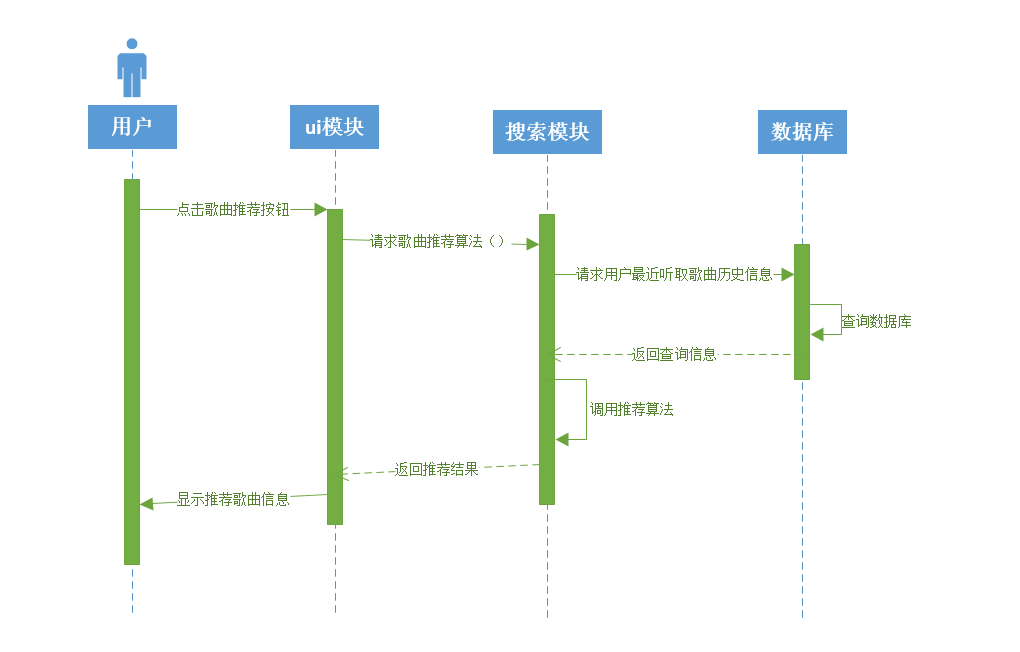 用户
ui模块
搜索模块
数据库
点击歌曲推荐按钮
请求歌曲推荐算法（）
请求用户最近听取歌曲历史信息
查询数据库
返回查询信息
调用推荐算法
返回推荐结果
显示推荐歌曲信息